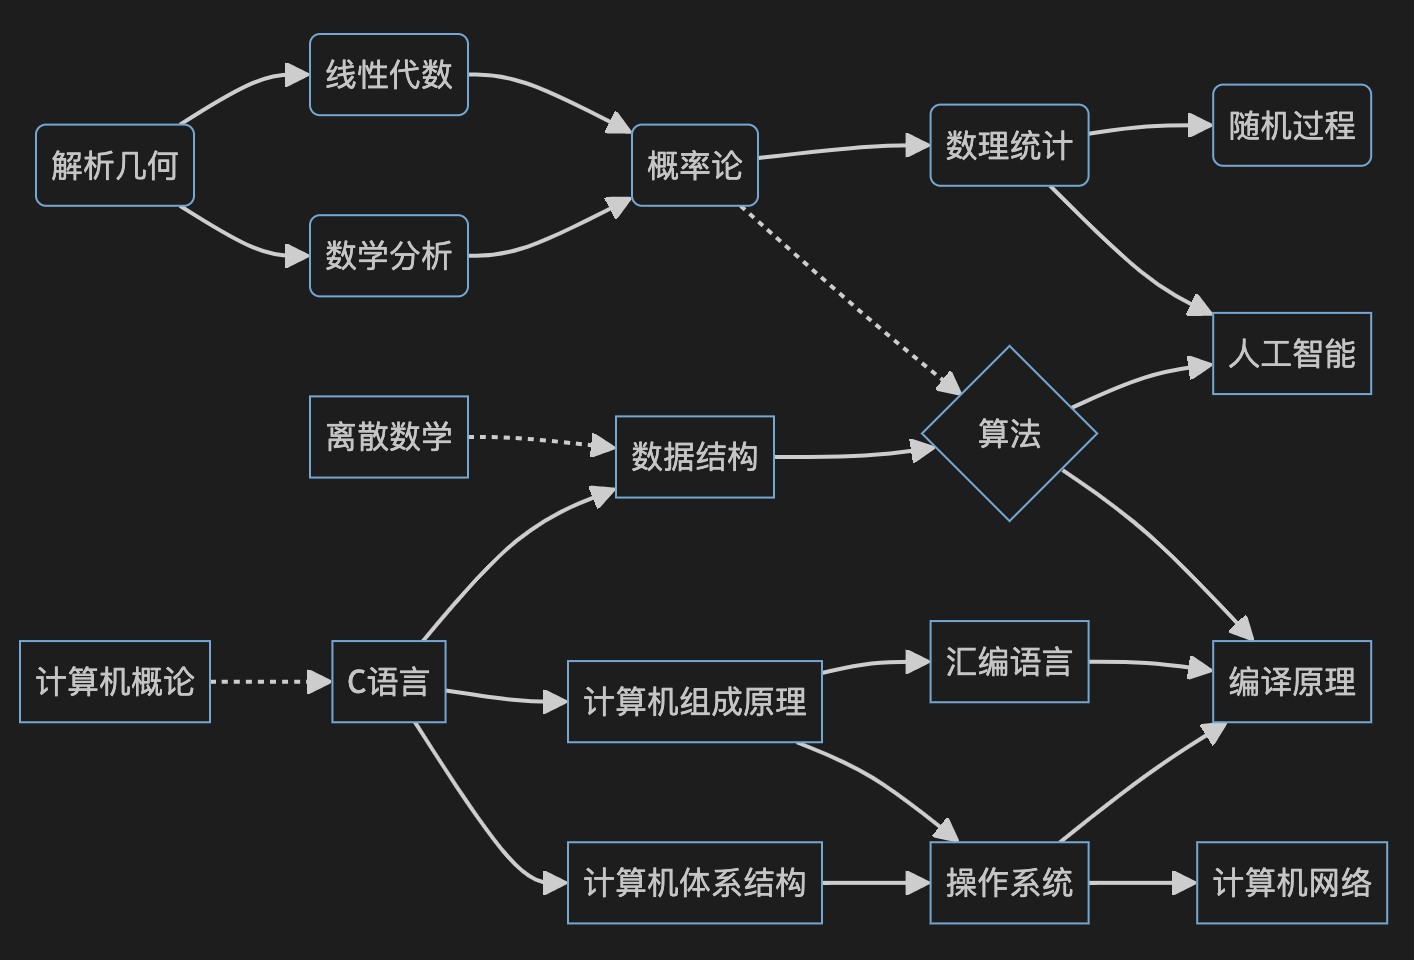 线性代数
解析几何
数学分析
概率论
数理统计
随机过程
人工智能
离散数学
数据结构
算法
计算机概论
C语言
计算机组成原理
汇编语言
编译原理
计算机体系结构
操作系统
计算机网络